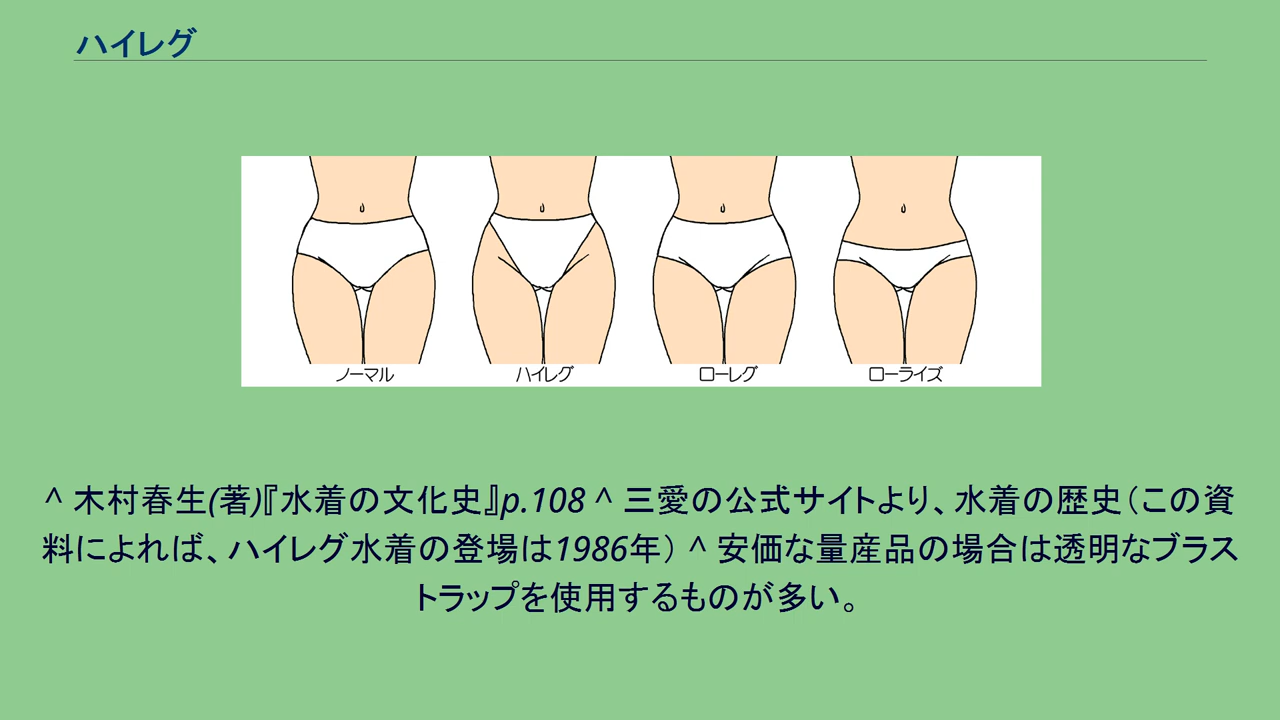 ハイレグ
ノーマル
ハイレグ
ローレグ
ローライズ
^ 木村春生(著)『水着の文化史』p.108 ^ 三愛の公式サイトより、水着の歴史（この資
料によれば、ハイレグ水着の登場は1986年） ^ 安価な量産品の場合は透明なブラス
トラップを使用するものが多い。